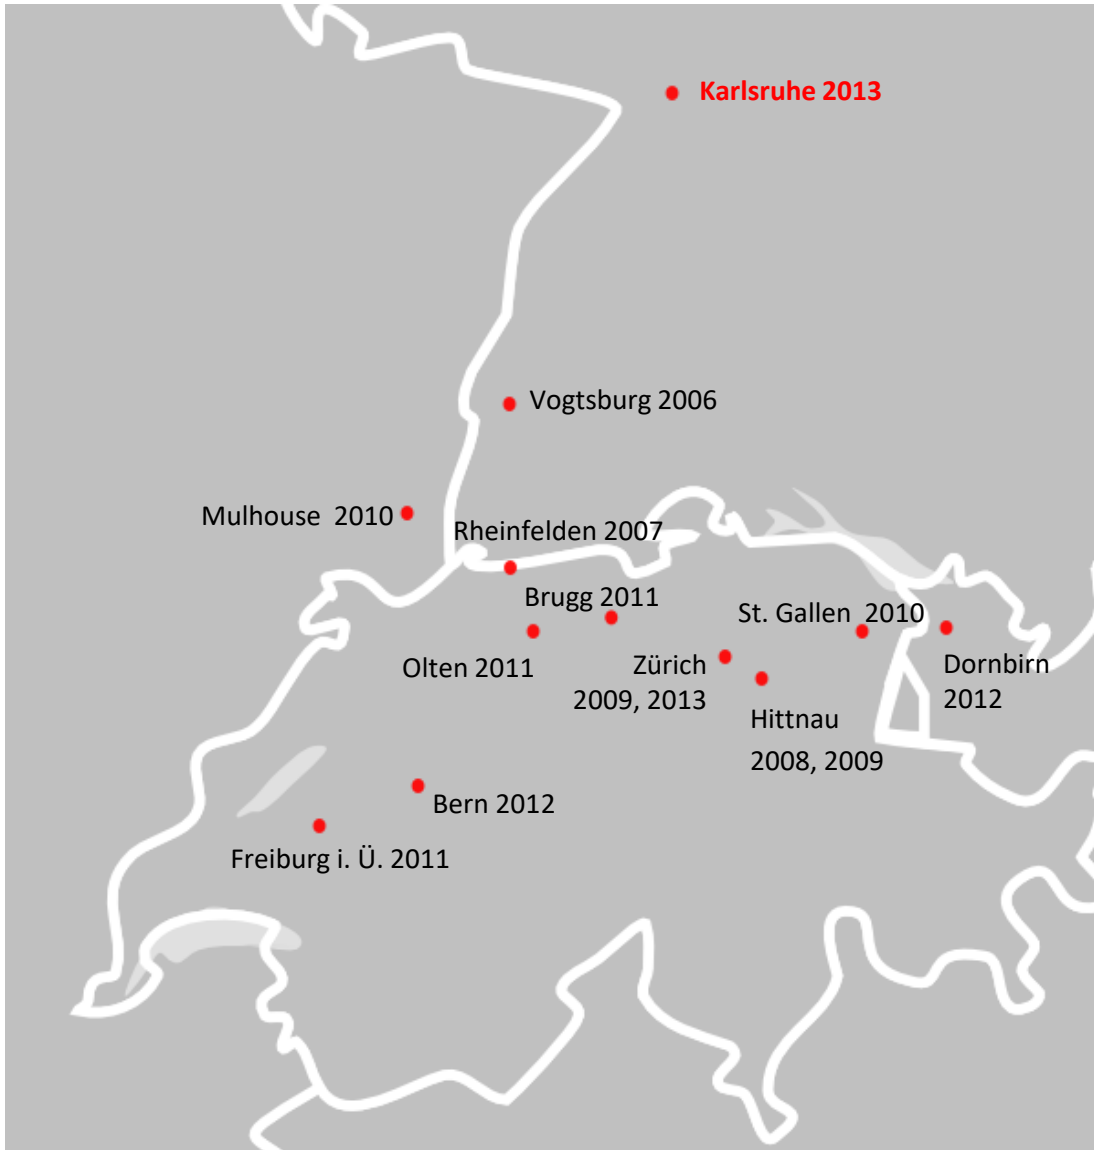 Karlsruhe 2013
Vogtsburg 2006
Mulhouse  2010
Rheinfelden 2007
Brugg 2011
St. Gallen  2010
Olten 2011
Zürich
2009, 2013
Dornbirn
2012
Hittnau
2008, 2009
Bern 2012
Freiburg i. Ü. 2011